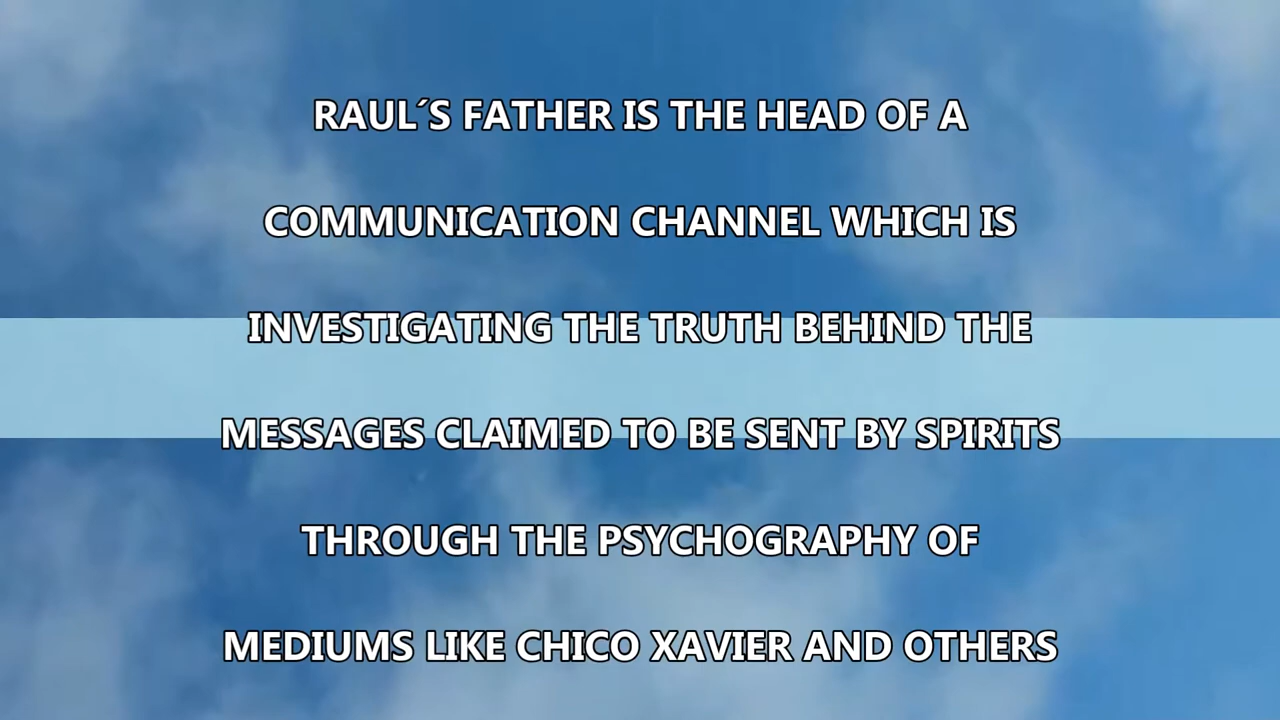 RAUL´S FATHER IS THE HEAD OF A
COMMUNICATION CHANNEL WHICH IS
INVESTIGATING THE TRUTH BEHIND THE
MESSAGES CLAIMED TO BE SENT BY SPIRITS
THROUGH THE PSYCHOGRAPHY OF
MEDIUMS LIKE CHICO XAVIER AND OTHERS